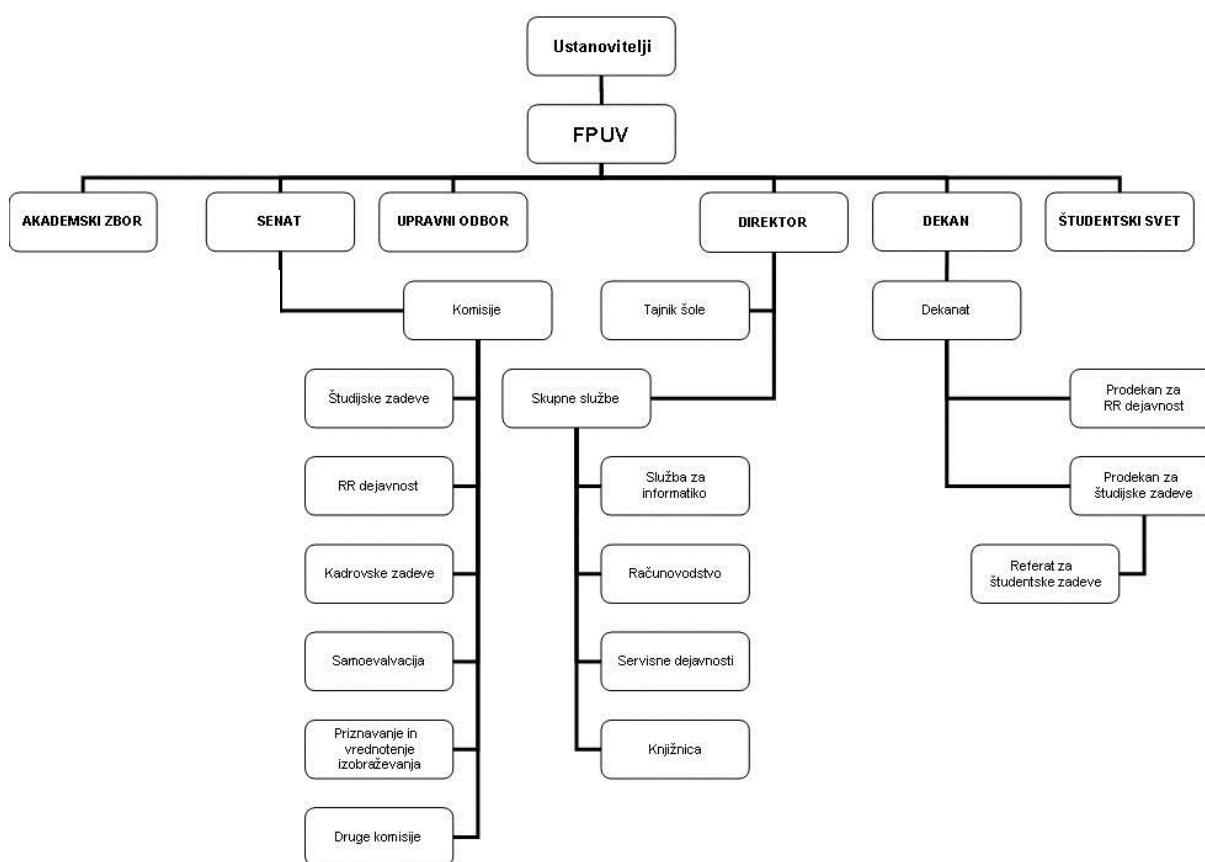 Ustanovitelji
FPUV
AKADEMSKI ZBOR
SENAT
UPRAVNI ODBOR
DIREKTOR
DEKAN
ŠTUDENTSKI SVET
Komisije
Tajnik šole
Dekanat
Študijske zadeve
Skupne službe
Prodekan za
RR dejavnost
RR dejavnost
Služba za
informatiko
Prodekan za
študijske zadeve
Kadrovske zadeve
Računovodstvo
Referat za
študentske zadeve
Samoevalvacija
Servisne dejavnosti
Priznavanje in
vrednotenje
izobraževanja
Knjižnica
Druge komisije